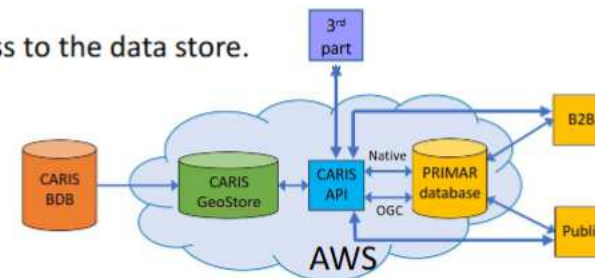 ss to the data store.
3rd
part
CARIS
BDB
CARIS
GeoStore
CARIS
API
Native
OGC
PRIMAR
database
B2B
Publi
AWS